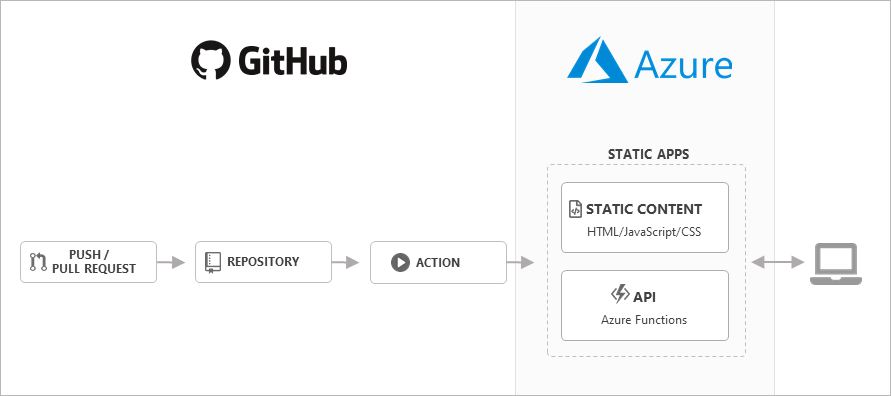 GitHub
Azure
STATIC APPS
STATIC CONTENT
HTML/JavaScript/CSS
PUSH /
PULL REQUEST
REPOSITORY
ACTION
API
Azure Functions